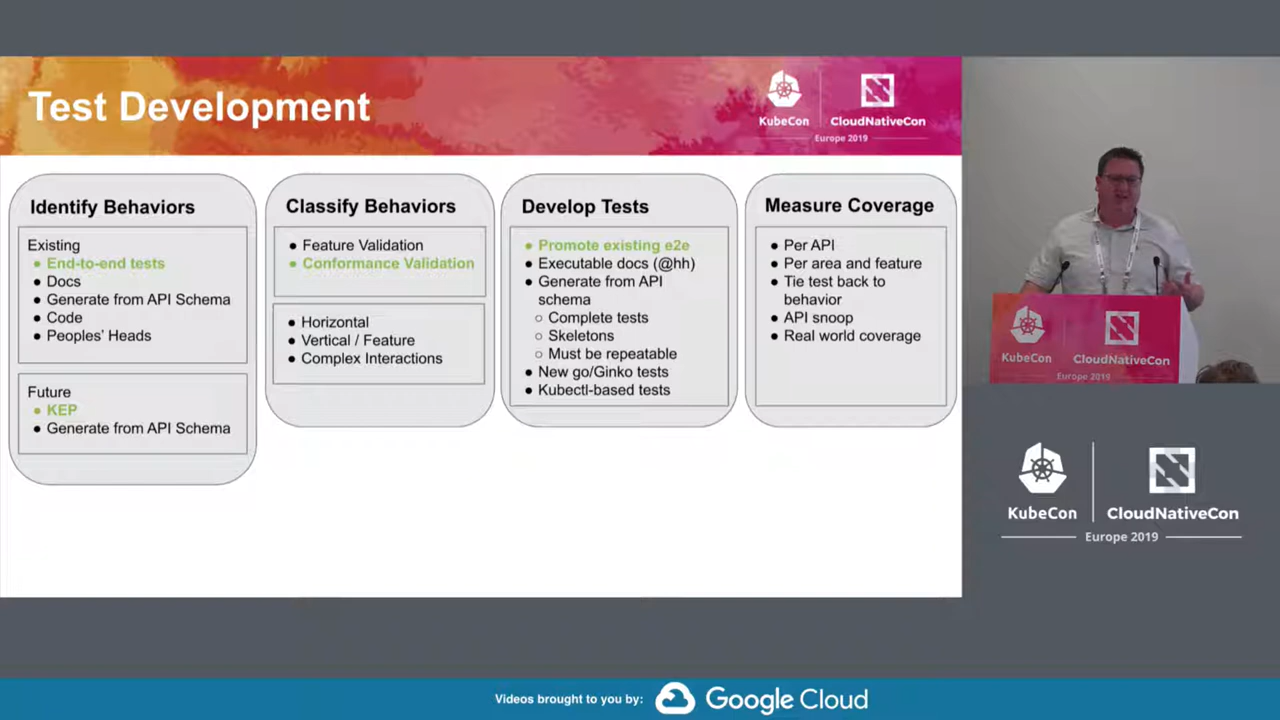 Test Development
KubeCon
CloudNativeCon
Europe 2019
Identify Behaviors
Existing
● End-to-end tests
● Docs
● Generate from API Schema
● Code
● Peoples' Heads
Future
● KEP
● Generate from API Schema
Classify Behaviors
● Feature Validation
● Conformance Validation
● Horizontal
● Vertical / Feature
● Complex Interactions
Develop Tests
● Promote existing e2e
● Executable docs (@hh)
● Generate from API
schema
○ Complete tests
○ Skeletons
○ Must be repeatable
● New go/Ginko tests
● Kubectl-based tests
Measure Coverage
● Per API
● Per area and feature
● Tie test back to
behavior
● API snoop
● Real world coverage
KubeCon
CloudNativeCon
Europe 2019
KubeCon
CloudNativeCon
Europe 2019
Videos brought to you by:
Google Cloud